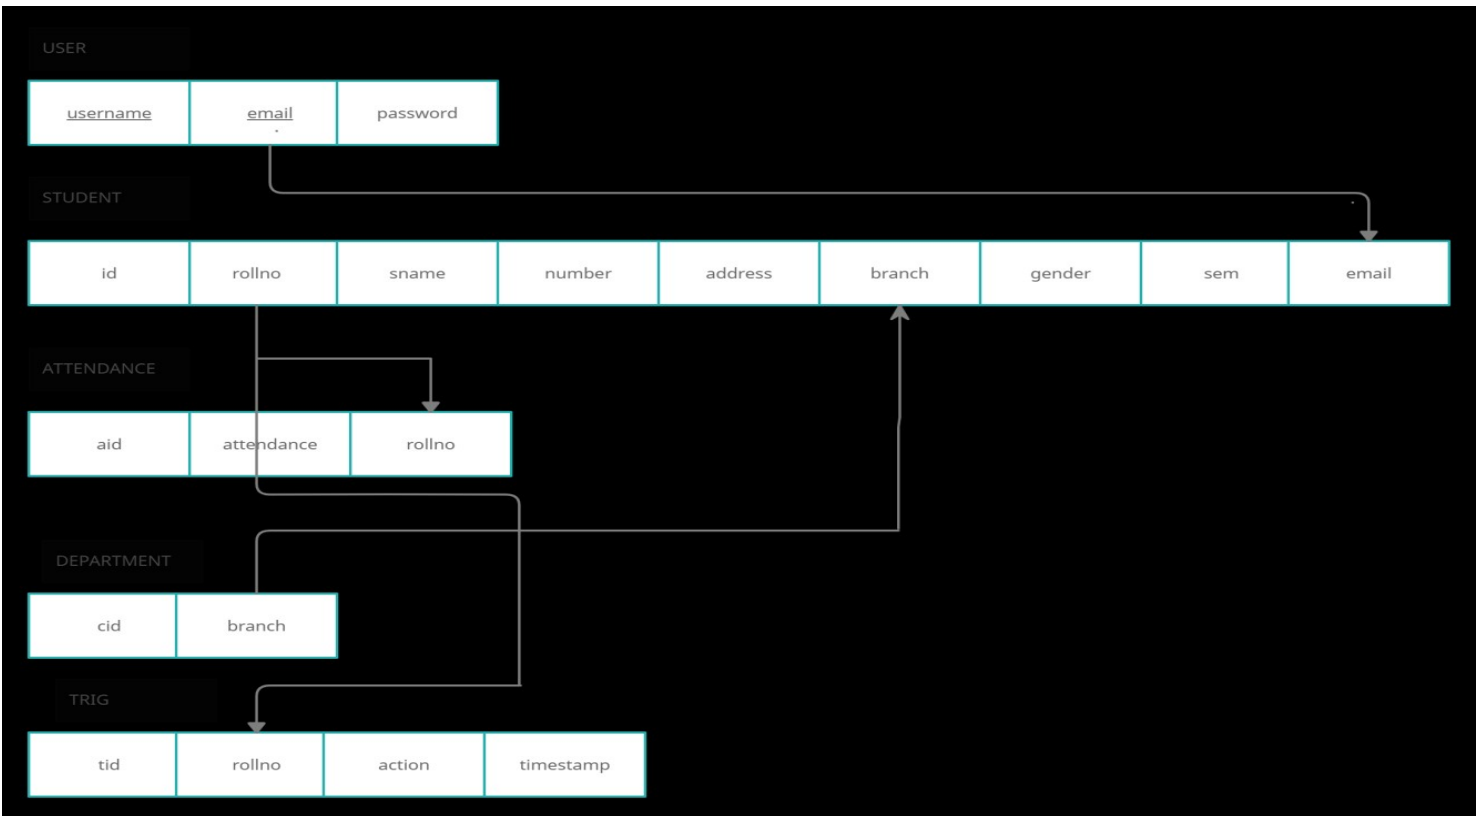 USER
username email password
STUDENT
id rollno sname number address branch gender sem email
ATTENDANCE
aid attendance rollno
DEPARTMENT
cid branch
TRIG
tid rollno action timestamp